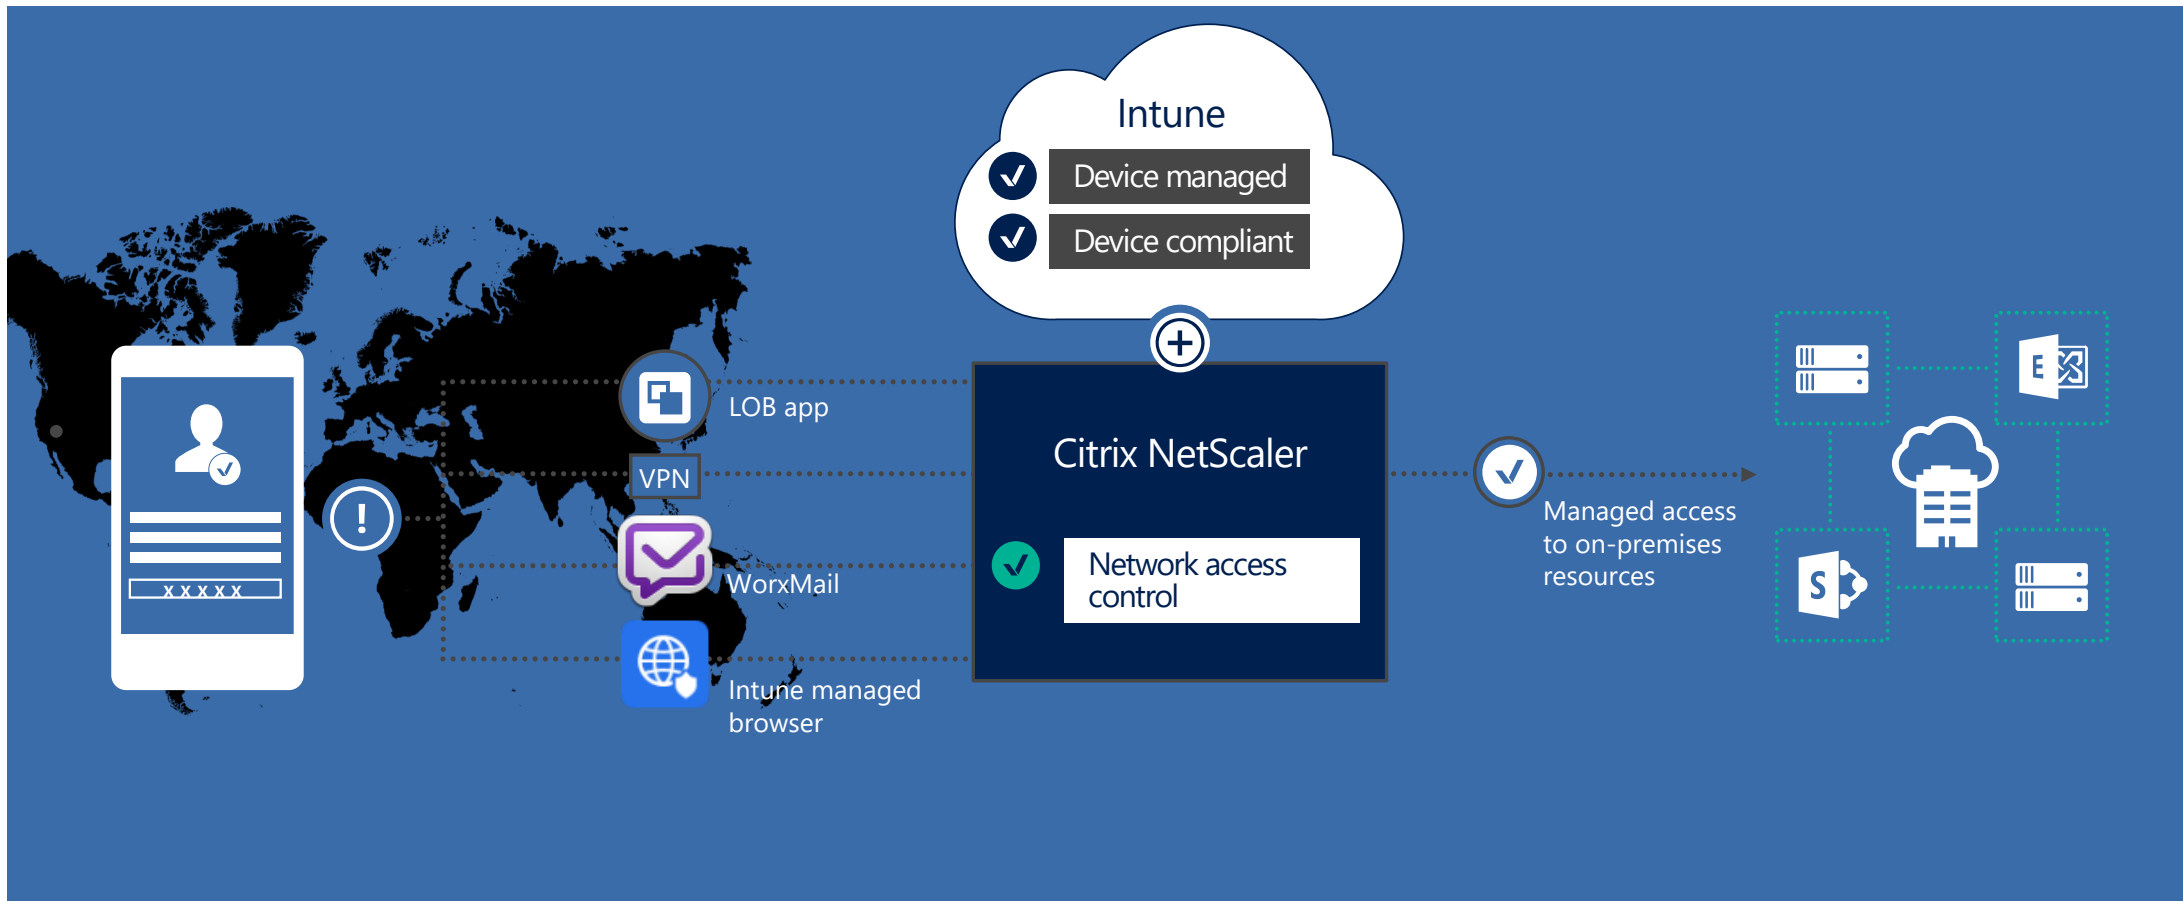 Intune
Device managed
Device compliant
LOB app
VPN
WorxMail
Intune managed
browser
x x x x x
Citrix NetScaler
Network access
control
Managed access
to on-premises
resources
E
S